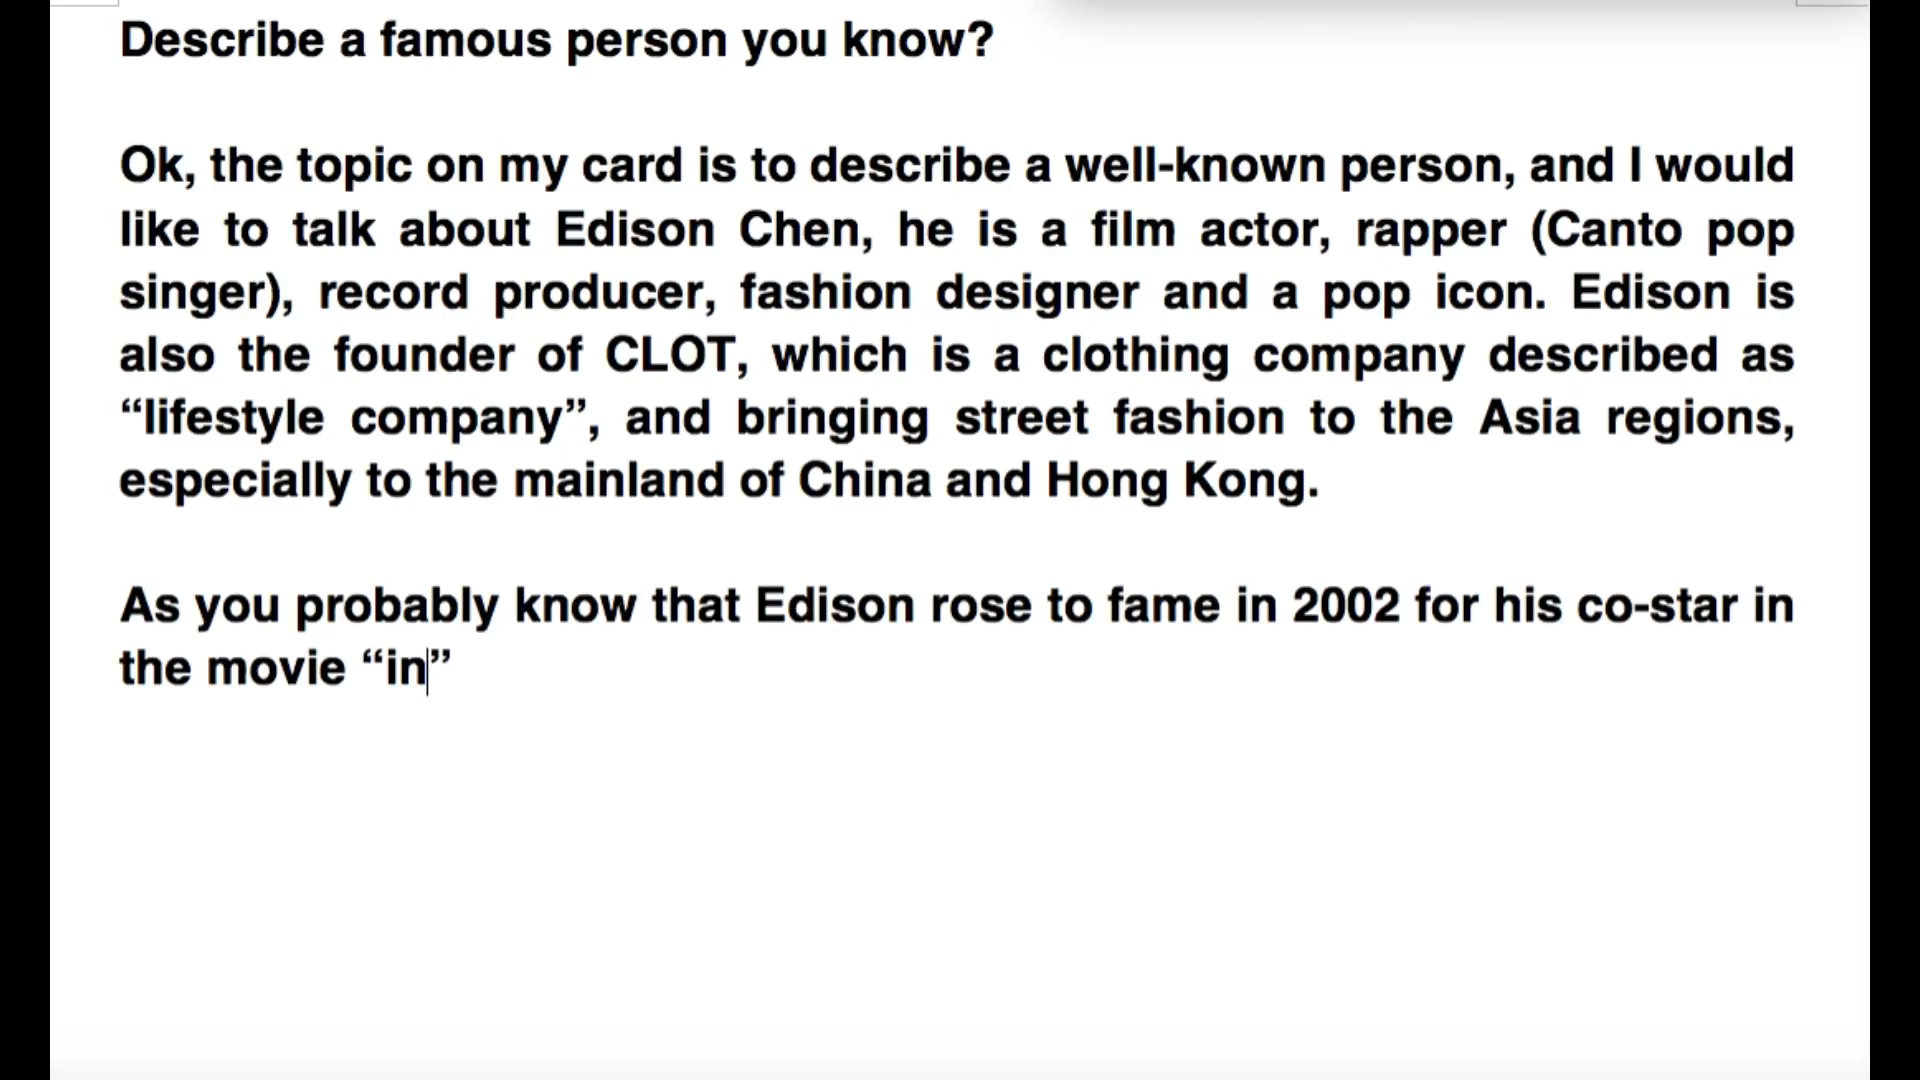 Describe a famous person you know?
Ok, the topic on my card is to describe a well-known person, and I would
like to talk about Edison Chen, he is a film actor, rapper (Canto pop
singer), record producer, fashion designer and a pop icon. Edison is
also the founder of CLOT, which is a clothing company described as
“lifestyle company”, and bringing street fashion to the Asia regions,
especially to the mainland of China and Hong Kong.
As you probably know that Edison rose to fame in 2002 for his co-star in
the movie “in”